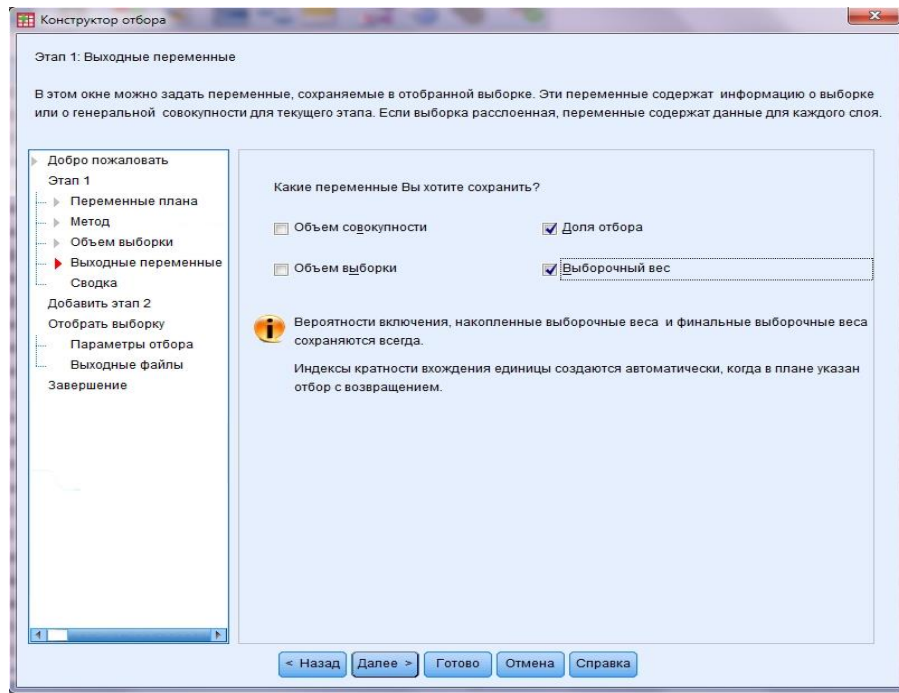 Конструктор отбора
Этап 1: Выходные переменные
В этом окне можно задать переменные, сохраняемые в отобранной выборке. Эти переменные содержат информацию о выборке
или о генеральной совокупности для текущего этапа. Если выборка расслоенная, переменные содержат данные для каждого слоя.
Добро пожаловать
Этап 1
Переменные плана
Метод
Объем выборки
Выходные переменные
Сводка
Добавить этап 2
Отобрать выборку
Параметры отбора
Выходные файлы
Завершение
Какие переменные Вы хотите сохранить?
Объем совокупности
Доля отбора
Объем выборки
Выборочный вес
Вероятности включения, накопленные выборочные веса и финальные выборочные веса
сохраняются всегда.
Индексы кратности вхождения единицы создаются автоматически, когда в плане указан
отбор с возвращением.
< Назад
Далее >
Готово
Отмена
Справка